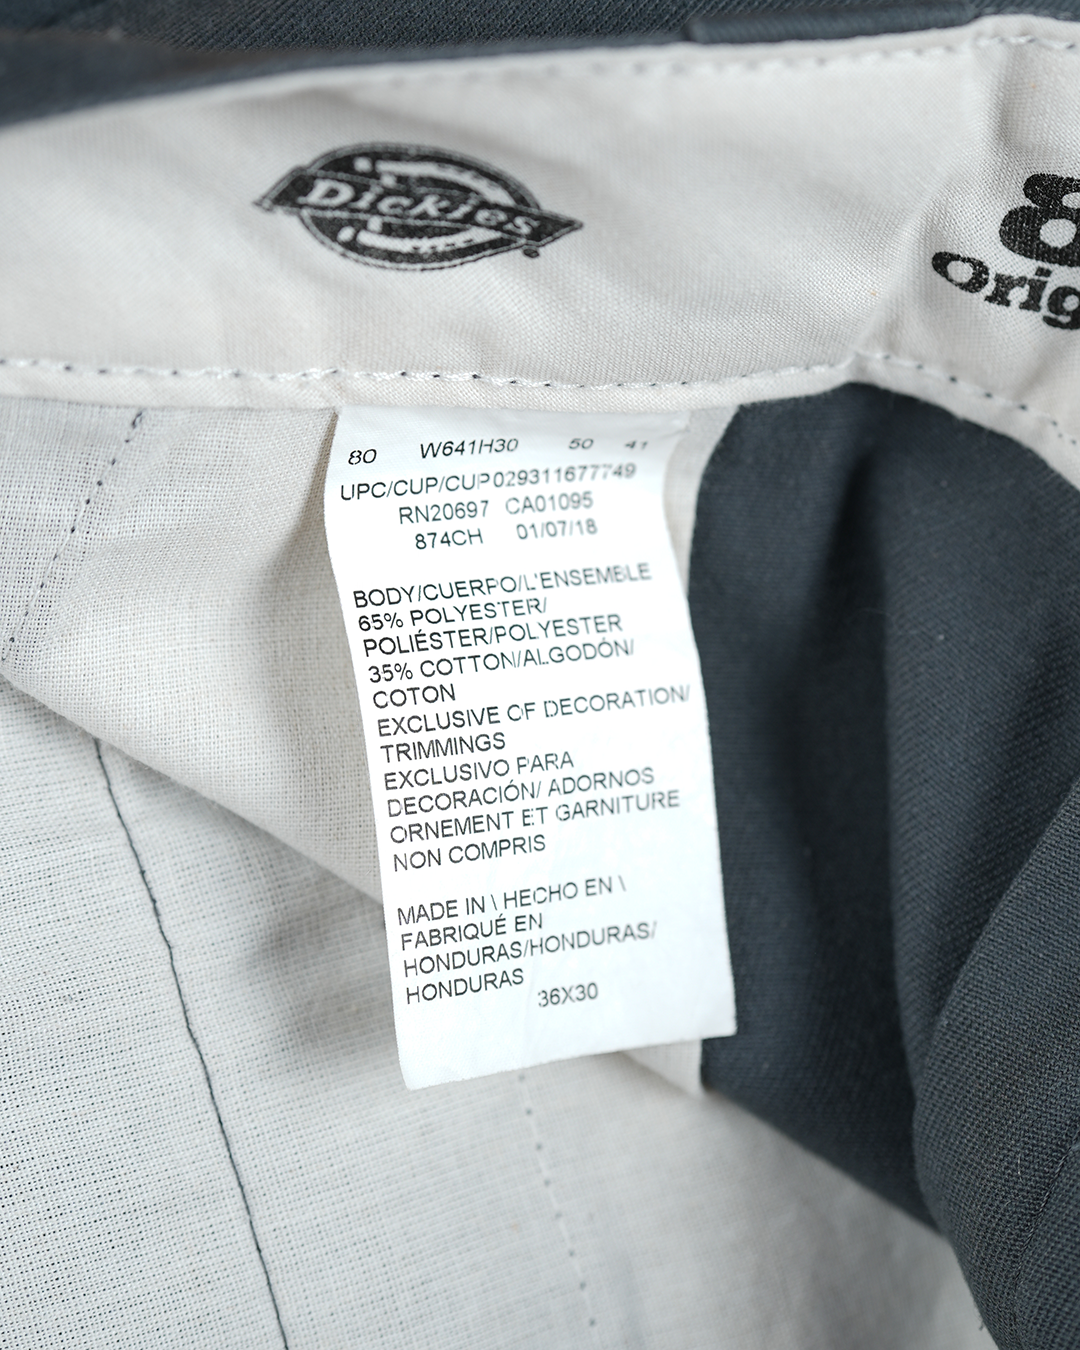 Dickies
8
Orig
80 W641H30 50 41
UPC/CUP/CUP029311677749
RN20697 CA01095
874CH 01/07/18
BODY/CUERPO/L'ENSEMBLE
65% POLYESTER/
POLIÉSTER/POLYESTER
35% COTTON/ALGODÓN/
COTON
EXCLUSIVE OF DECORATION/
TRIMMINGS
EXCLUSIVO PARA
DECORACIÓN/ ADORNOS
ORNEMENT ET GARNITURE
NON COMPRIS
MADE IN \ HECHO EN \
FABRIQUÉ EN
HONDURAS/HONDURAS/
HONDURAS
36X30